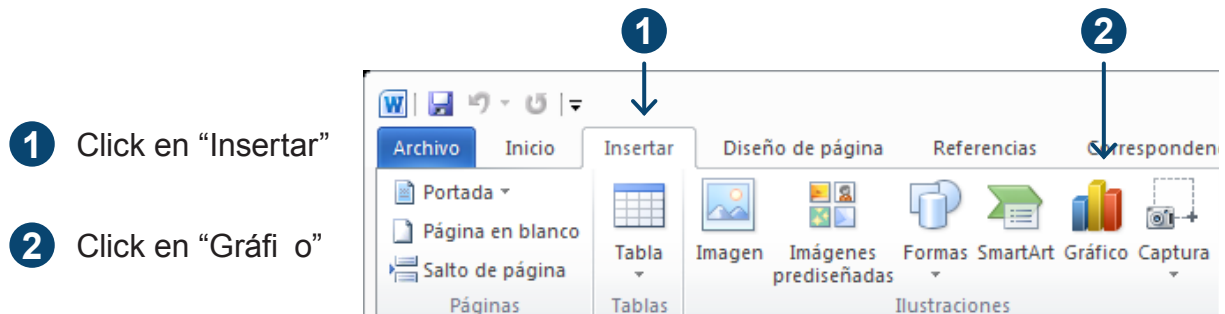 1 2
W
1 Click en “Insertar”
Archivo Inicio Insertar Diseño de página Referencias Corresponden
Portada
Página en blanco
2 Click en “Gráfi o”
Tabla Imagen Imágenes prediseñadas Formas SmartArt Gráfico Captura
Salto de página
Páginas Tablas Ilustraciones